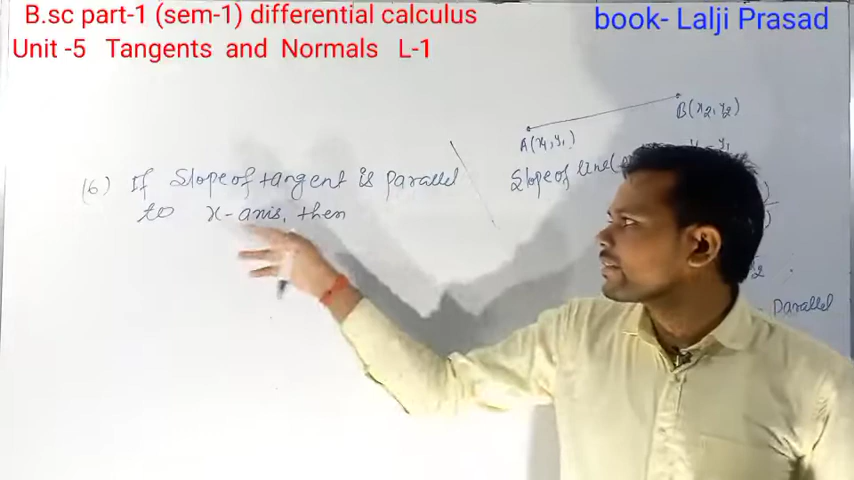 B.sc part-1 (sem-1) differential calculus
book- Lalji Prasad
Unit -5 Tangents and Normals L-1
B(x2,y2)
A(x1,y1)
Slope of line
(6) If Slope of tangent is parallel
to x-axis, then
Parallel